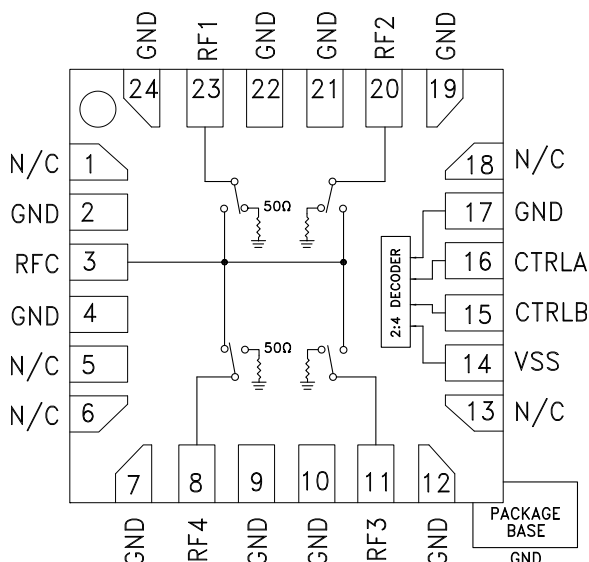 GND
RF1
GND
GND
RF2
GND
24
23
22
21
20
19
N/C 1
18 N/C
GND 2
50Ω
17 GND
RFC 3
16 CTRLA
2:4 DECODER
GND 4
15 CTRLB
N/C 5
50Ω
14 VSS
N/C 6
13 N/C
7
8
9
10
11
12
GND
RF4
GND
GND
RF3
GND
PACKAGE
BASE
GND